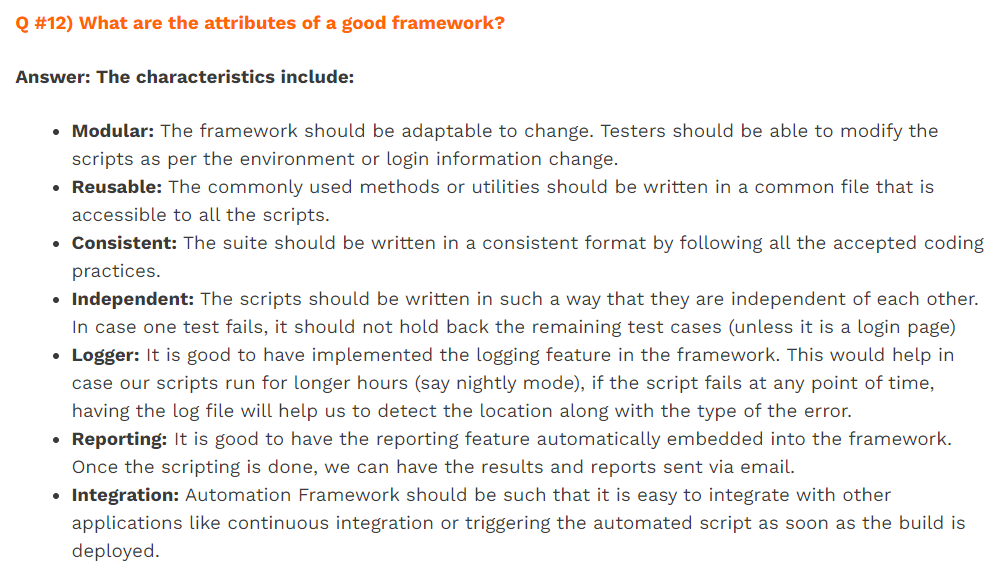 Q #12) What are the attributes of a good framework?
Answer: The characteristics include:
• Modular: The framework should be adaptable to change. Testers should be able to modify the
scripts as per the environment or login information change.
• Reusable: The commonly used methods or utilities should be written in a common file that is
accessible to all the scripts.
• Consistent: The suite should be written in a consistent format by following all the accepted coding
practices.
• Independent: The scripts should be written in such a way that they are independent of each other.
In case one test fails, it should not hold back the remaining test cases (unless it is a login page)
• Logger: It is good to have implemented the logging feature in the framework. This would help in
case our scripts run for longer hours (say nightly mode), if the script fails at any point of time,
having the log file will help us to detect the location along with the type of the error.
• Reporting: It is good to have the reporting feature automatically embedded into the framework.
Once the scripting is done, we can have the results and reports sent via email.
• Integration: Automation Framework should be such that it is easy to integrate with other
applications like continuous integration or triggering the automated script as soon as the build is
deployed.